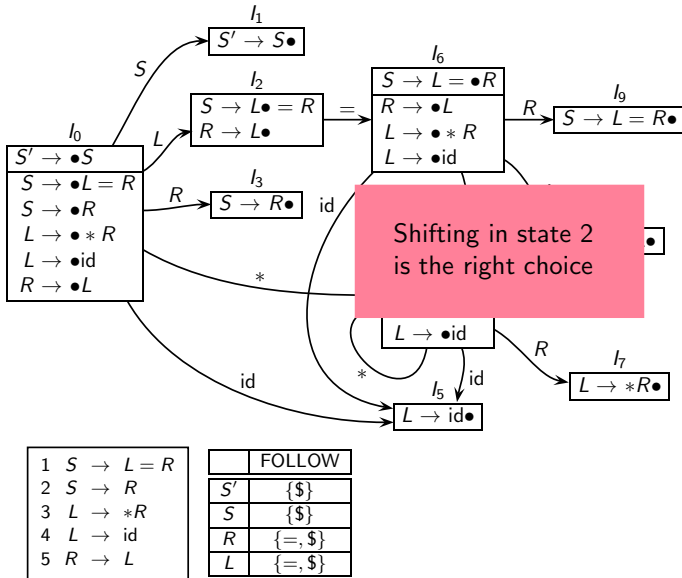 I₁
S′ → S●
S
I₆
S → L = ●R
R → ●L
L → ● ∗ R
L → ●id
I₂
S → L● = R
R → L●
=
R
I₉
S → L = R●
I₀
S′ → ●S
S → ●L = R
S → ●R
L → ● ∗ R
L → ●id
R → ●L
L
R
I₃
S → R●
id
Shifting in state 2
is the right choice
●
∗
L → ●id
∗
id
R
I₇
L → ∗R●
id
I₅
L → id●
1 S → L = R
2 S → R
3 L → ∗R
4 L → id
5 R → L
FOLLOW
S′ {$}
S {$}
R {=, $}
L {=, $}